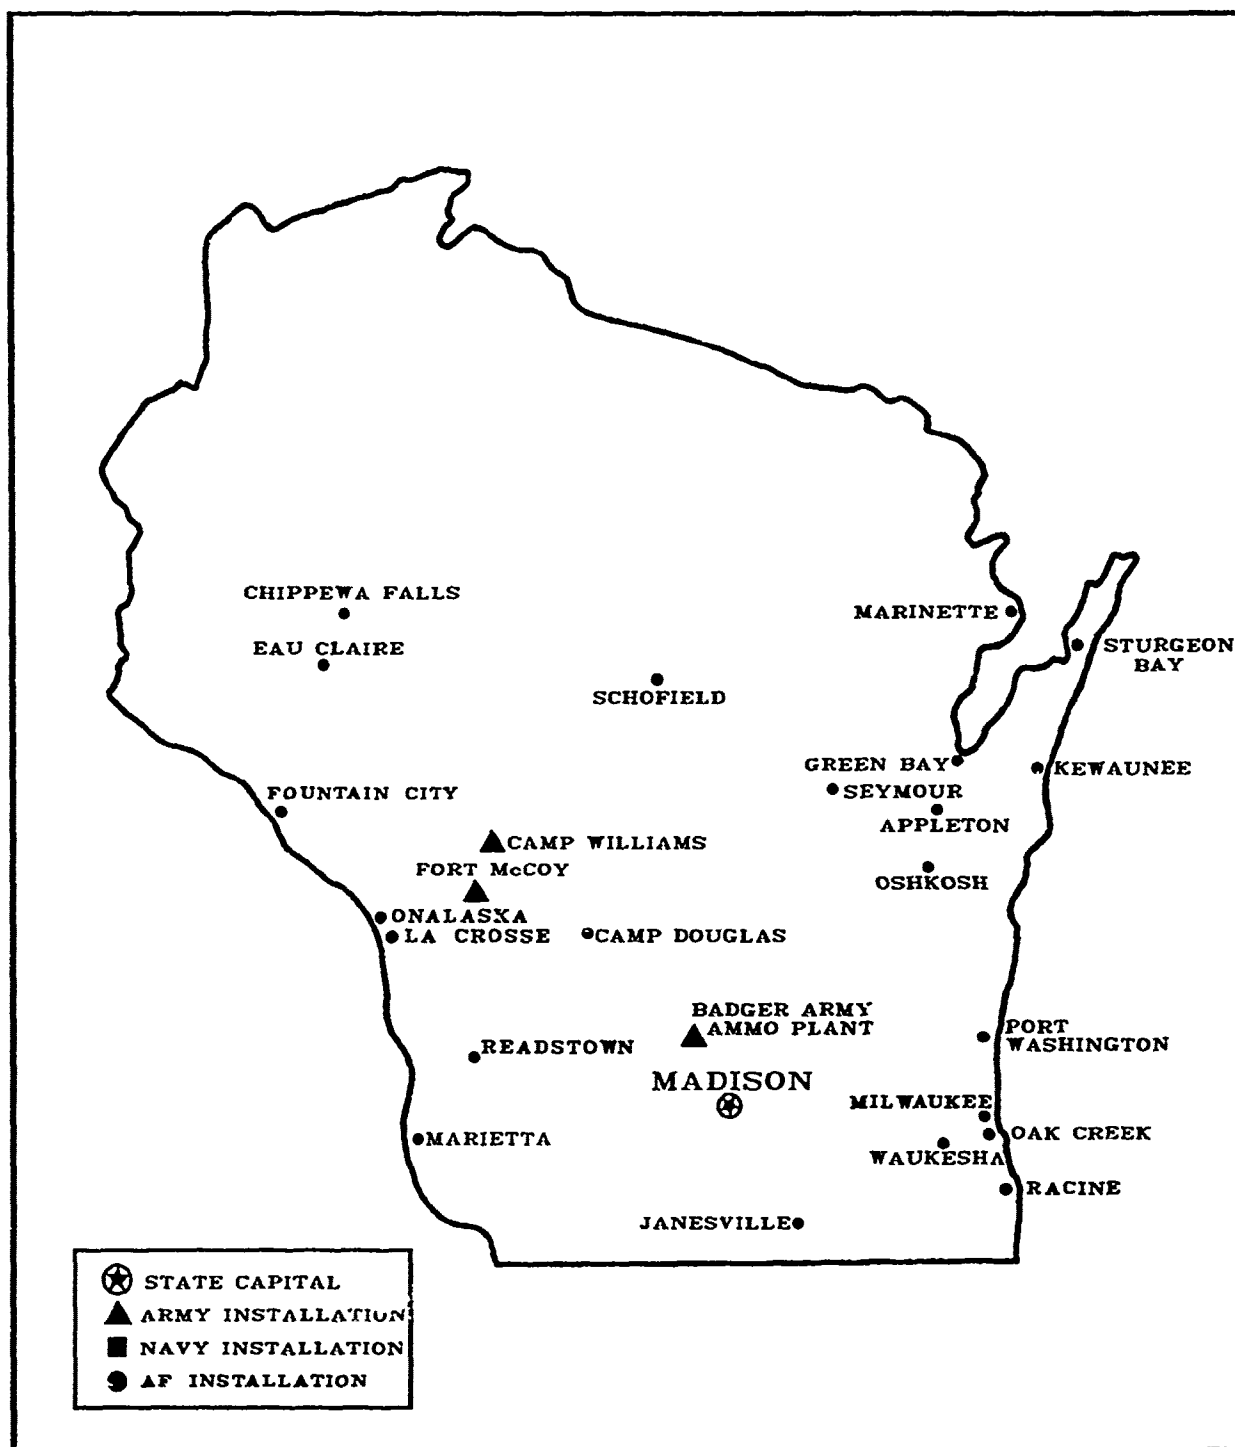 CHIPPEWA FALLS
EAU CLAIRE
MARINETTE
STURGEON
BAY
SCHOFIELD
GREEN BAY
KEWAUNEE
SEYMOUR
FOUNTAIN CITY
APPLETON
CAMP WILLIAMS
FORT McCOY
OSHKOSH
ONALASXA
LA CROSSE
CAMP DOUGLAS
BADGER ARMY
AMMO PLANT
PORT
WASHINGTON
READSTOWN
MADISON
MILWAUKEE
OAK CREEK
MARIETTA
WAUKESHA
RACINE
JANESVILLE
STATE CAPITAL
ARMY INSTALLATION
NAVY INSTALLATION
AF INSTALLATION